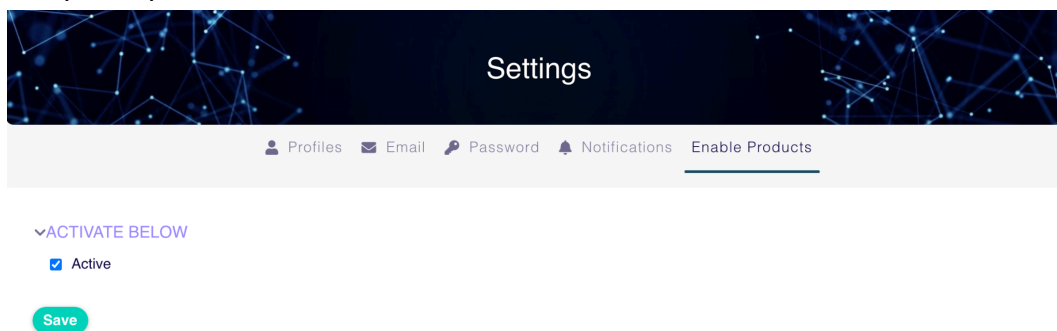 Settings
Profiles Email Password Notifications Enable Products
ACTIVATE BELOW
Active
Save